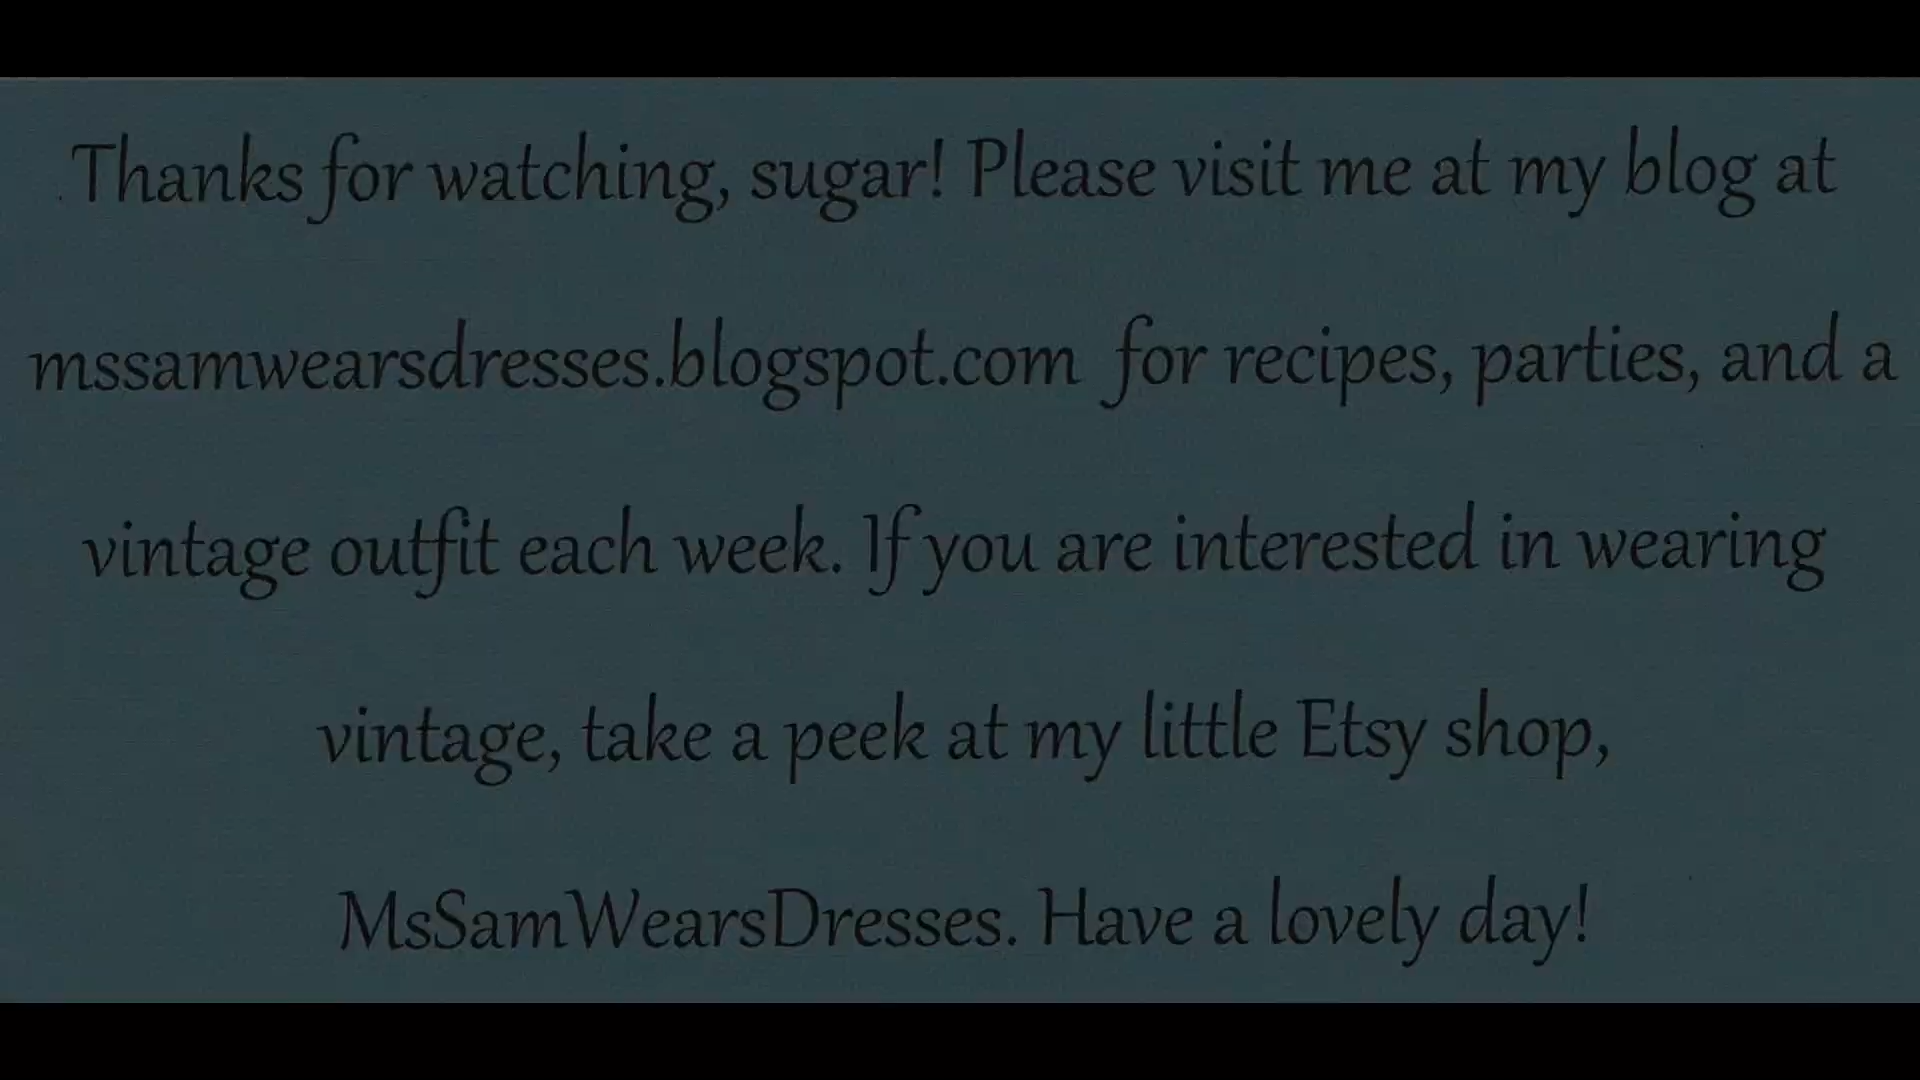 Thanks for watching, sugar! Please visit me at my blog at
mssamwearsdresses.blogspot.com for recipes, parties, and a
vintage outfit each week. If you are interested in wearing
vintage, take a peek at my little Etsy shop,
MsSamWearsDresses. Have a lovely day!